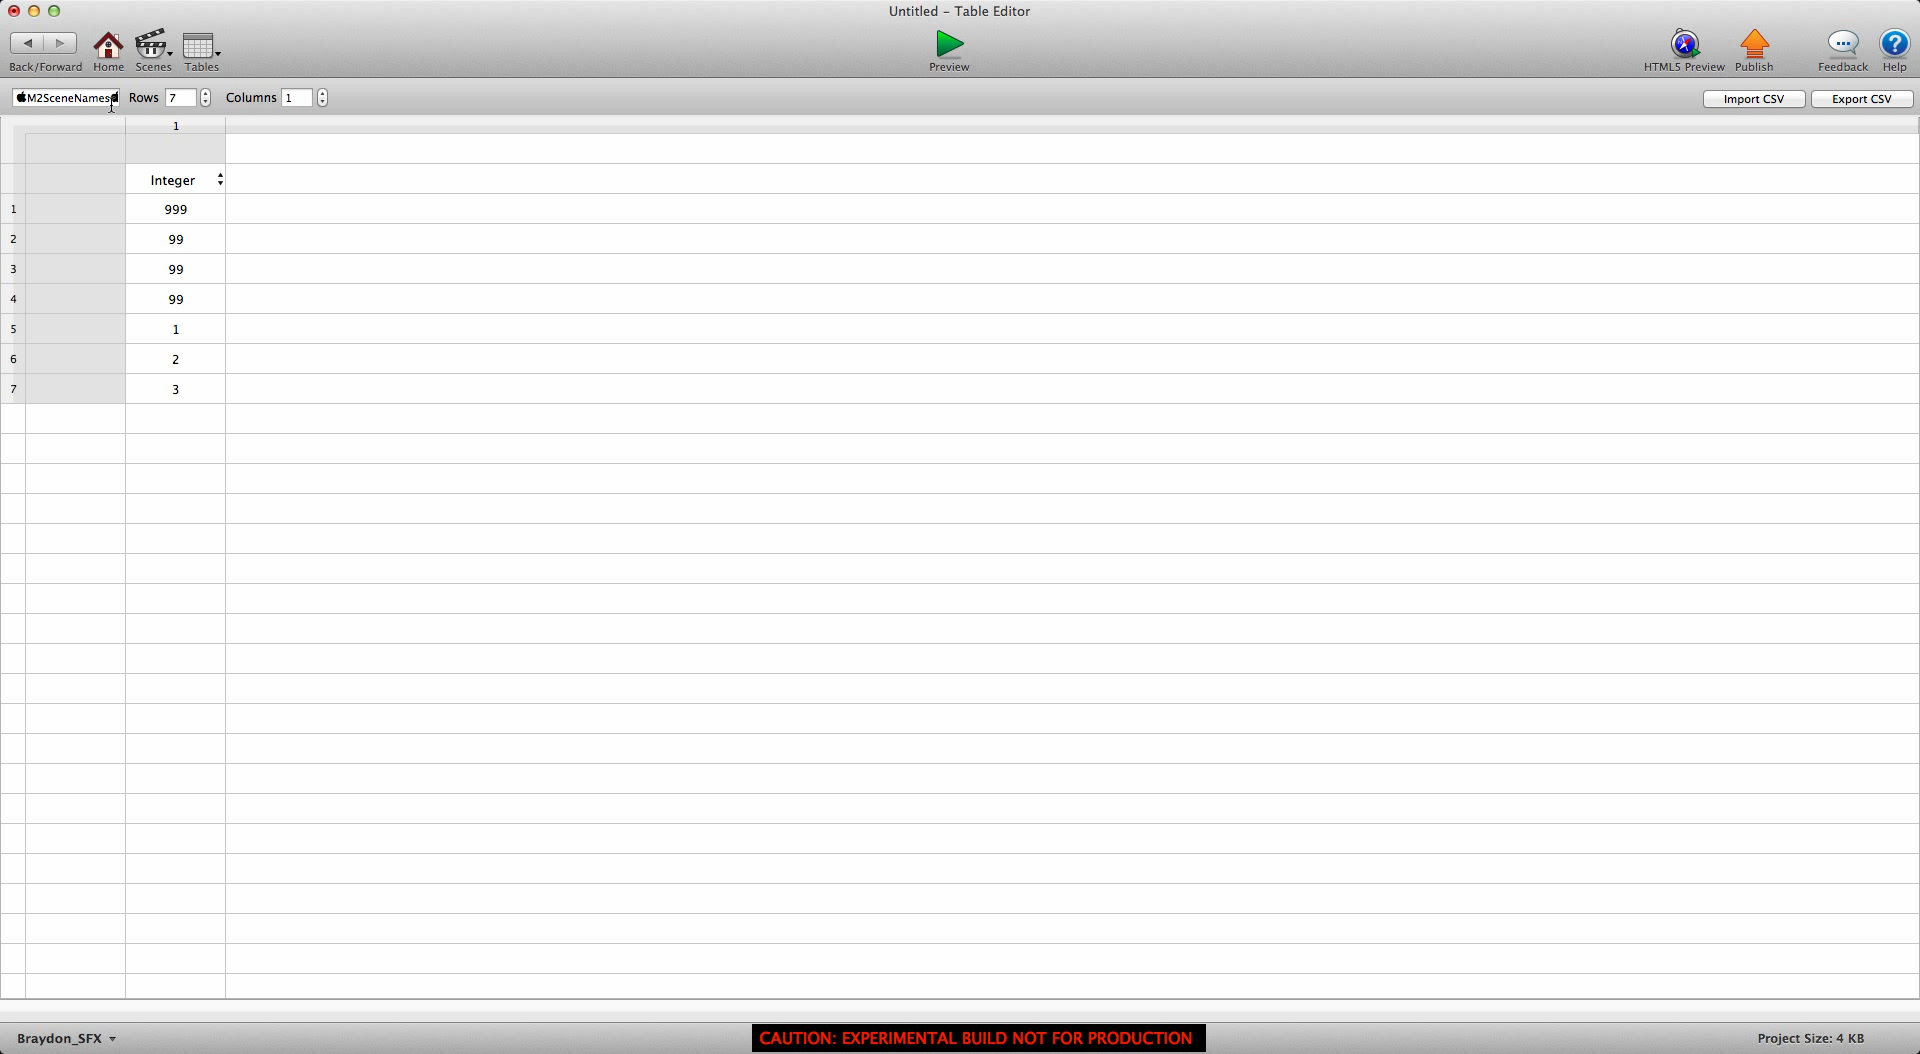 Untitled – Table Editor
Back/Forward Home Scenes Tables Preview HTML5 Preview Publish Feedback Help
M2SceneNames Rows 7 Columns 1 Import CSV Export CSV
1
Integer
1 999
2 99
3 99
4 99
5 1
6 2
7 3
Braydon_SFX CAUTION: EXPERIMENTAL BUILD NOT FOR PRODUCTION Project Size: 4 KB